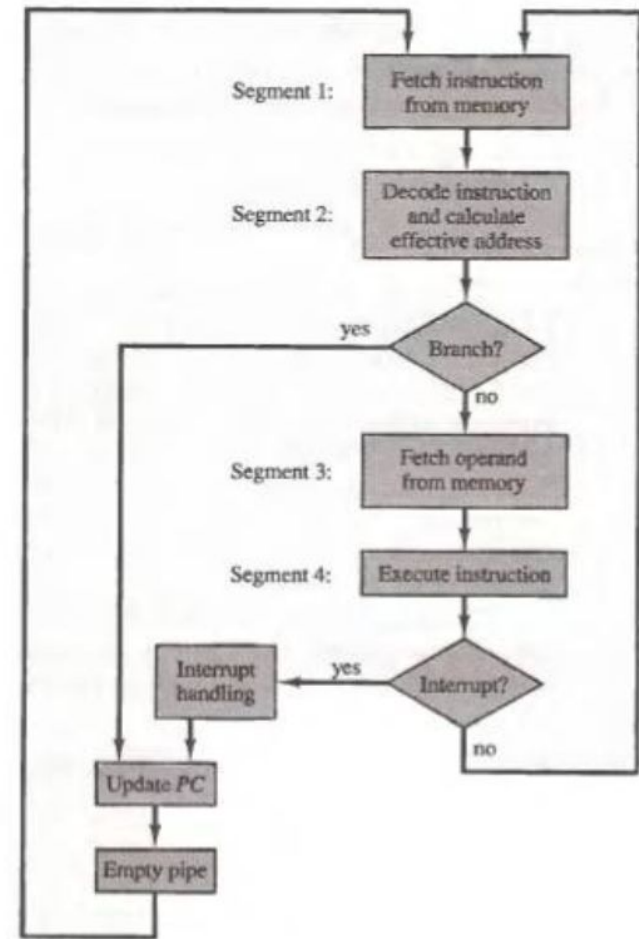 Segment 1:
Fetch instruction
from memory
Segment 2:
Decode instruction
and calculate
effective address
yes
Branch?
no
Segment 3:
Fetch operand
from memory
Segment 4:
Execute instruction
Interrupt
handling
yes
Interrupt?
no
Update PC
Empty pipe